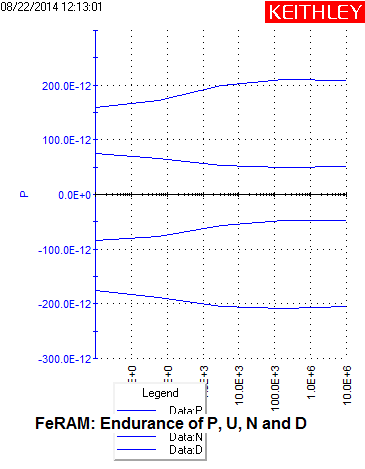 08/22/2014 12:13:01
KEITHLEY
200.0E-12
100.0E-12
0.0E+0
-100.0E-12
-200.0E-12
-300.0E-12
P
10.0E+3
100.0E+3
1.0E+6
10.0E+6
Legend
Data:P
FeRAM: Endurance of P, U, N and D
Data:N
Data:D